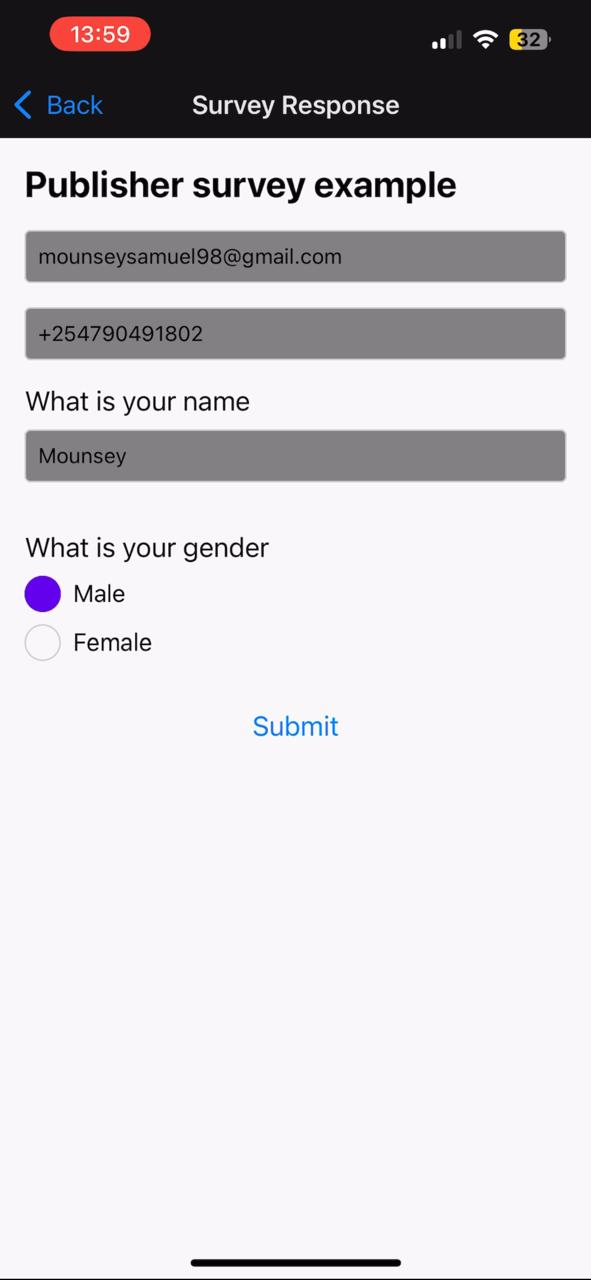 13:59
32
Back
Survey Response
Publisher survey example
mounseysamuel98@gmail.com
+254790491802
What is your name
Mounsey
What is your gender
Male
Female
Submit